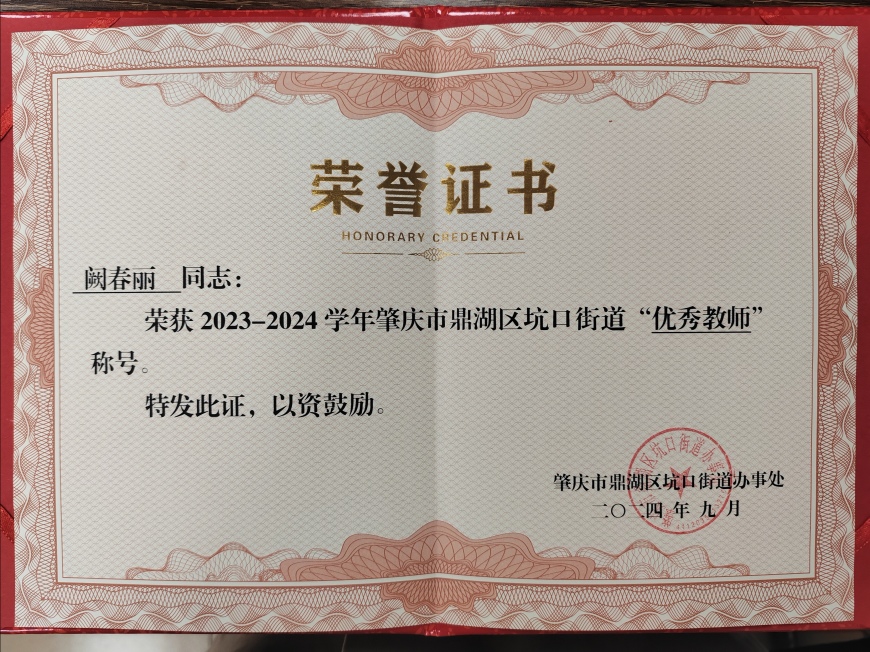 荣誉证书
HONORARY CREDENTIAL
阙春丽 同志：
荣获 2023-2024 学年肇庆市鼎湖区坑口街道“优秀教师”
称号。
特发此证，以资鼓励。
肇庆市鼎湖区坑口街道办事处
二〇二四年九月